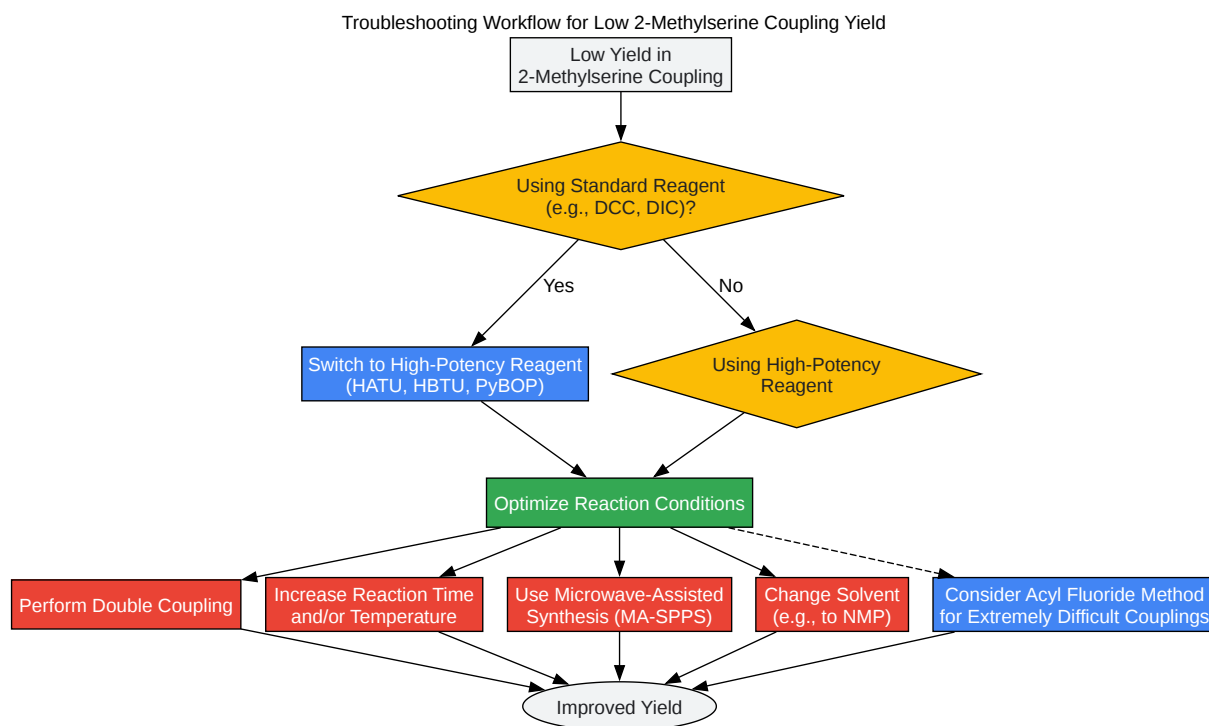 Troubleshooting Workflow for Low 2-Methylserine Coupling Yield
Low Yield in
2-Methylserine Coupling
Using Standard Reagent
(e.g., DCC, DIC)?
Yes
No
Switch to High-Potency Reagent
(HATU, HBTU, PyBOP)
Using High-Potency
Reagent
Optimize Reaction Conditions
Perform Double Coupling
Increase Reaction Time
and/or Temperature
Use Microwave-Assisted
Synthesis (MA-SPPS)
Change Solvent
(e.g., to NMP)
Consider Acyl Fluoride Method
for Extremely Difficult Couplings
Improved Yield